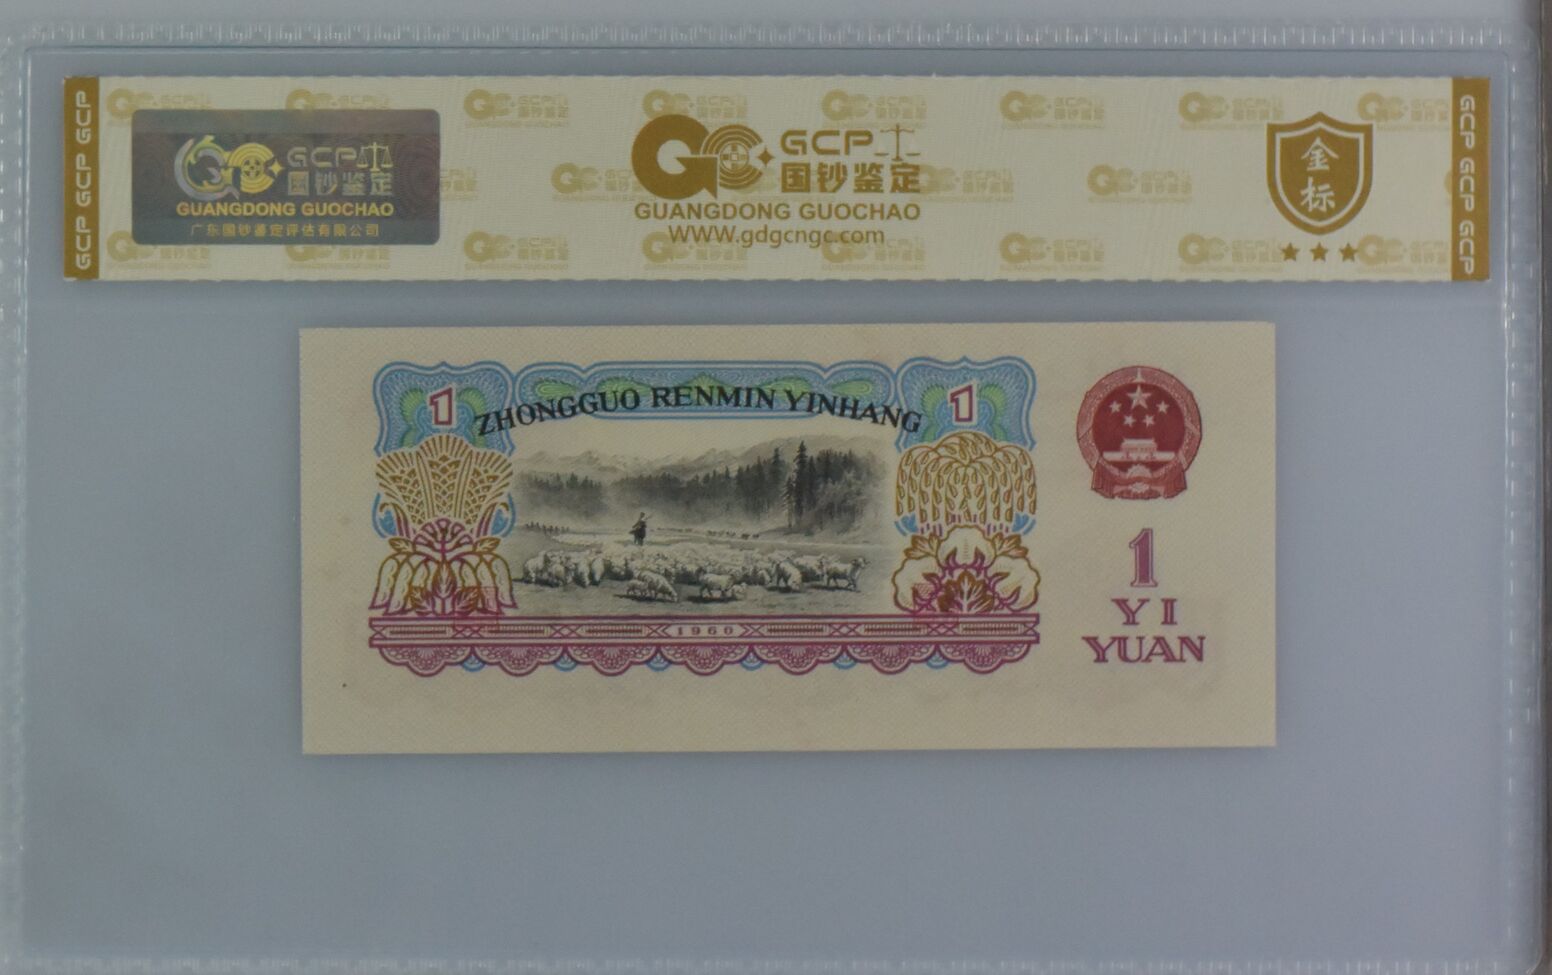 GCP GCP GCP
GCP
国钞鉴定
GUANGDONG GUOCHAO
广东国钞鉴定评估有限公司
GCP
国钞鉴定
GUANGDONG GUOCHAO
WWW.gdgcngc.com
金标
GCP GCP GCP
1
ZHONGGUO RENMIN YINHANG
1
1960
1
YI
YUAN